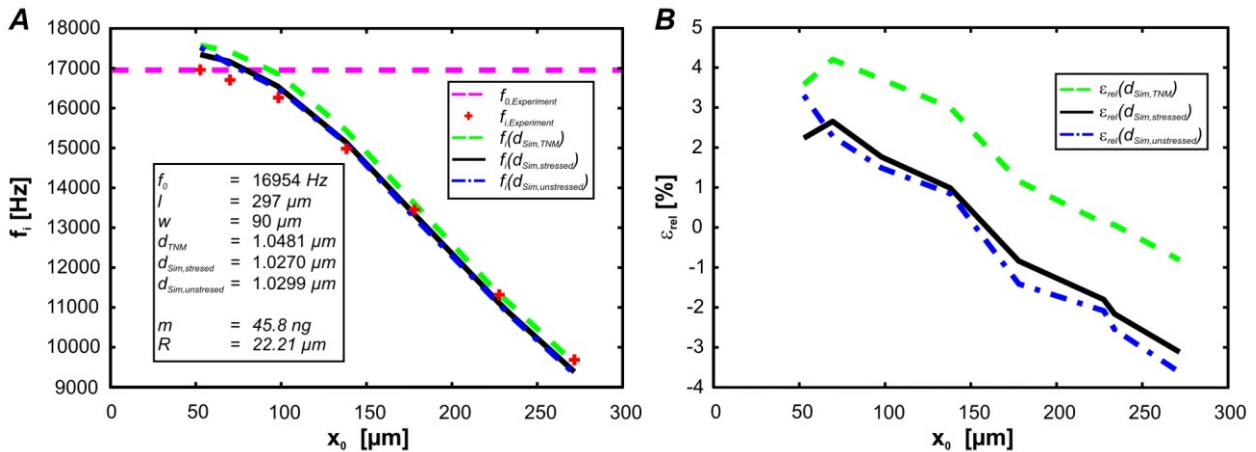 A
18000
17000
16000
15000
14000
13000
12000
11000
10000
9000
f_i [Hz]
0 50 100 150 200 250 300
x_0 [µm]
f_0,Experiment
f_i,Experiment
f_i(d_Sim,TNM)
f_i(d_Sim,stressed)
f_i(d_Sim,unstressed)
f_0 = 16954 Hz
l = 297 µm
w = 90 µm
d_TNM = 1.0481 µm
d_Sim,stresed = 1.0270 µm
d_Sim,unstresed = 1.0299 µm
m = 45.8 ng
R = 22.21 µm
B
5
4
3
2
1
0
-1
-2
-3
-4
ε_rel [%]
0 50 100 150 200 250 300
x_0 [µm]
ε_rel(d_Sim,TNM)
ε_rel(d_Sim,stressed)
ε_rel(d_Sim,unstressed)